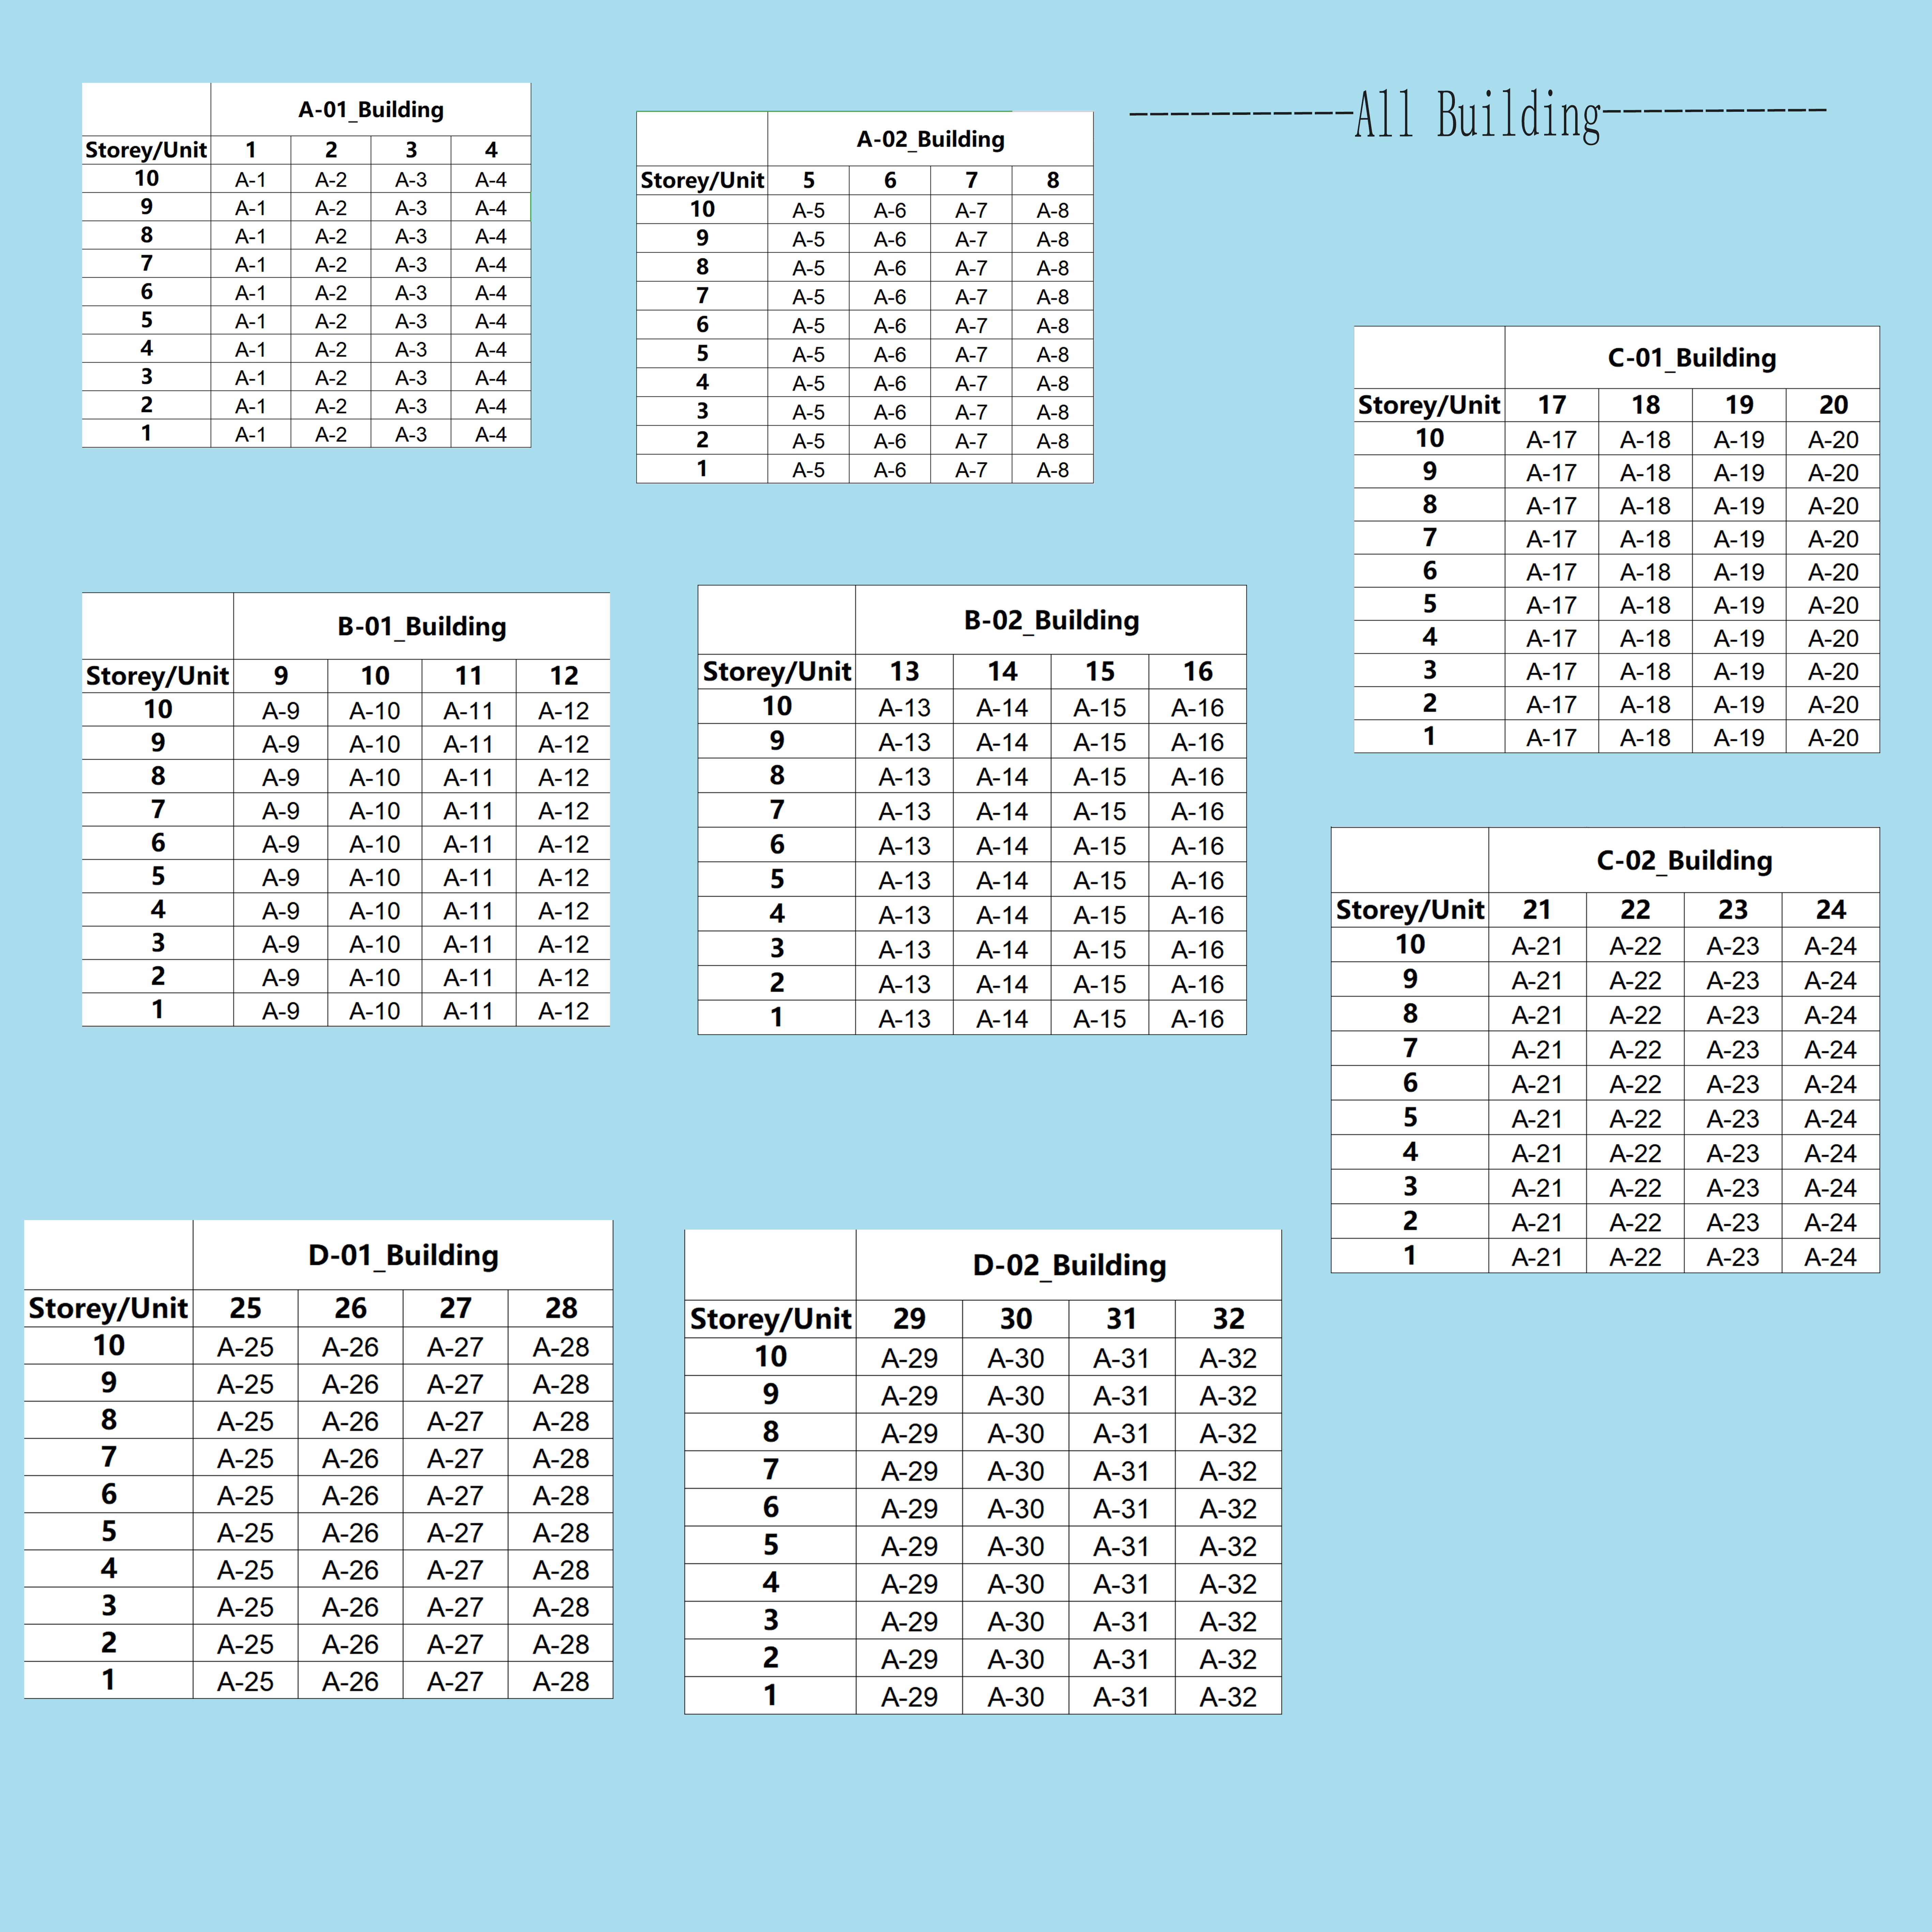 -----------All Building-----------
A-01_Building
Storey/Unit 1 2 3 4
10 A-1 A-2 A-3 A-4
9 A-1 A-2 A-3 A-4
8 A-1 A-2 A-3 A-4
7 A-1 A-2 A-3 A-4
6 A-1 A-2 A-3 A-4
5 A-1 A-2 A-3 A-4
4 A-1 A-2 A-3 A-4
3 A-1 A-2 A-3 A-4
2 A-1 A-2 A-3 A-4
1 A-1 A-2 A-3 A-4
A-02_Building
Storey/Unit 5 6 7 8
10 A-5 A-6 A-7 A-8
9 A-5 A-6 A-7 A-8
8 A-5 A-6 A-7 A-8
7 A-5 A-6 A-7 A-8
6 A-5 A-6 A-7 A-8
5 A-5 A-6 A-7 A-8
4 A-5 A-6 A-7 A-8
3 A-5 A-6 A-7 A-8
2 A-5 A-6 A-7 A-8
1 A-5 A-6 A-7 A-8
B-01_Building
Storey/Unit 9 10 11 12
10 A-9 A-10 A-11 A-12
9 A-9 A-10 A-11 A-12
8 A-9 A-10 A-11 A-12
7 A-9 A-10 A-11 A-12
6 A-9 A-10 A-11 A-12
5 A-9 A-10 A-11 A-12
4 A-9 A-10 A-11 A-12
3 A-9 A-10 A-11 A-12
2 A-9 A-10 A-11 A-12
1 A-9 A-10 A-11 A-12
B-02_Building
Storey/Unit 13 14 15 16
10 A-13 A-14 A-15 A-16
9 A-13 A-14 A-15 A-16
8 A-13 A-14 A-15 A-16
7 A-13 A-14 A-15 A-16
6 A-13 A-14 A-15 A-16
5 A-13 A-14 A-15 A-16
4 A-13 A-14 A-15 A-16
3 A-13 A-14 A-15 A-16
2 A-13 A-14 A-15 A-16
1 A-13 A-14 A-15 A-16
C-01_Building
Storey/Unit 17 18 19 20
10 A-17 A-18 A-19 A-20
9 A-17 A-18 A-19 A-20
8 A-17 A-18 A-19 A-20
7 A-17 A-18 A-19 A-20
6 A-17 A-18 A-19 A-20
5 A-17 A-18 A-19 A-20
4 A-17 A-18 A-19 A-20
3 A-17 A-18 A-19 A-20
2 A-17 A-18 A-19 A-20
1 A-17 A-18 A-19 A-20
C-02_Building
Storey/Unit 21 22 23 24
10 A-21 A-22 A-23 A-24
9 A-21 A-22 A-23 A-24
8 A-21 A-22 A-23 A-24
7 A-21 A-22 A-23 A-24
6 A-21 A-22 A-23 A-24
5 A-21 A-22 A-23 A-24
4 A-21 A-22 A-23 A-24
3 A-21 A-22 A-23 A-24
2 A-21 A-22 A-23 A-24
1 A-21 A-22 A-23 A-24
D-01_Building
Storey/Unit 25 26 27 28
10 A-25 A-26 A-27 A-28
9 A-25 A-26 A-27 A-28
8 A-25 A-26 A-27 A-28
7 A-25 A-26 A-27 A-28
6 A-25 A-26 A-27 A-28
5 A-25 A-26 A-27 A-28
4 A-25 A-26 A-27 A-28
3 A-25 A-26 A-27 A-28
2 A-25 A-26 A-27 A-28
1 A-25 A-26 A-27 A-28
D-02_Building
Storey/Unit 29 30 31 32
10 A-29 A-30 A-31 A-32
9 A-29 A-30 A-31 A-32
8 A-29 A-30 A-31 A-32
7 A-29 A-30 A-31 A-32
6 A-29 A-30 A-31 A-32
5 A-29 A-30 A-31 A-32
4 A-29 A-30 A-31 A-32
3 A-29 A-30 A-31 A-32
2 A-29 A-30 A-31 A-32
1 A-29 A-30 A-31 A-32